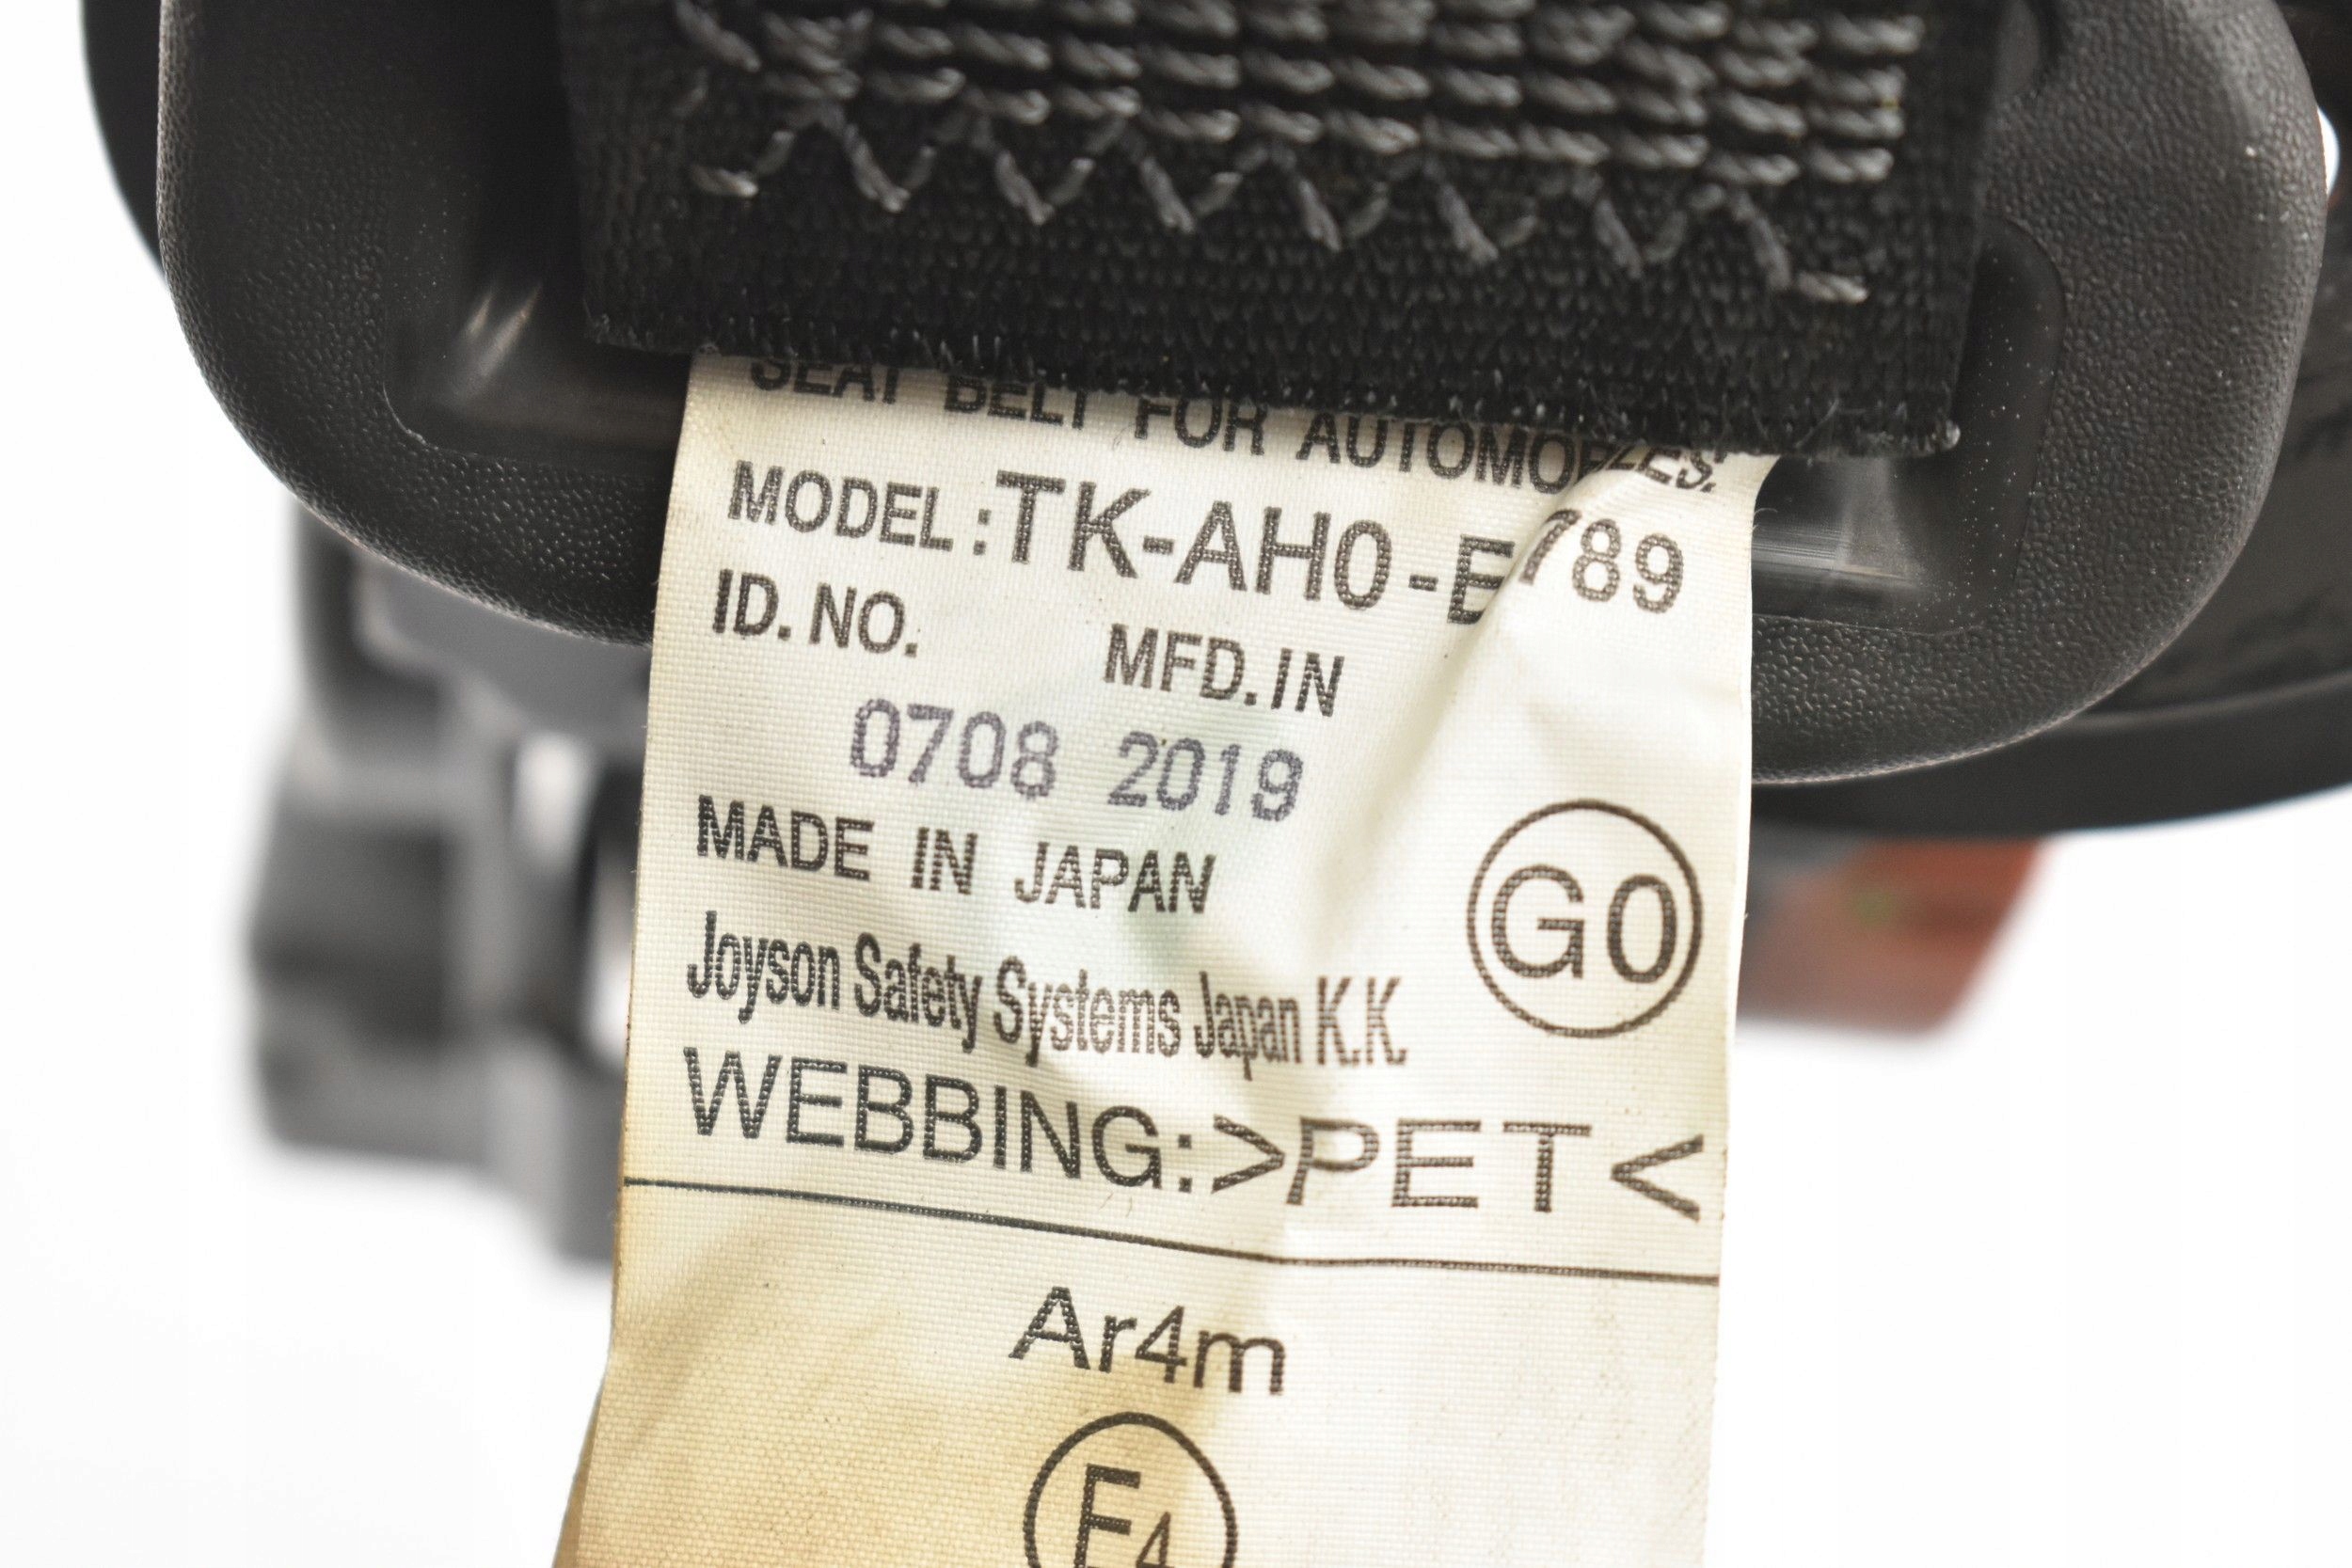 SEAT BELT FOR AUTOMOBILES.
MODEL:TK-AH0-E789
ID. NO. MFD. IN
0708 2019
MADE IN JAPAN
G0
Joyson Safety Systems Japan K.K.
WEBBING:>PET<
Ar4m
E4